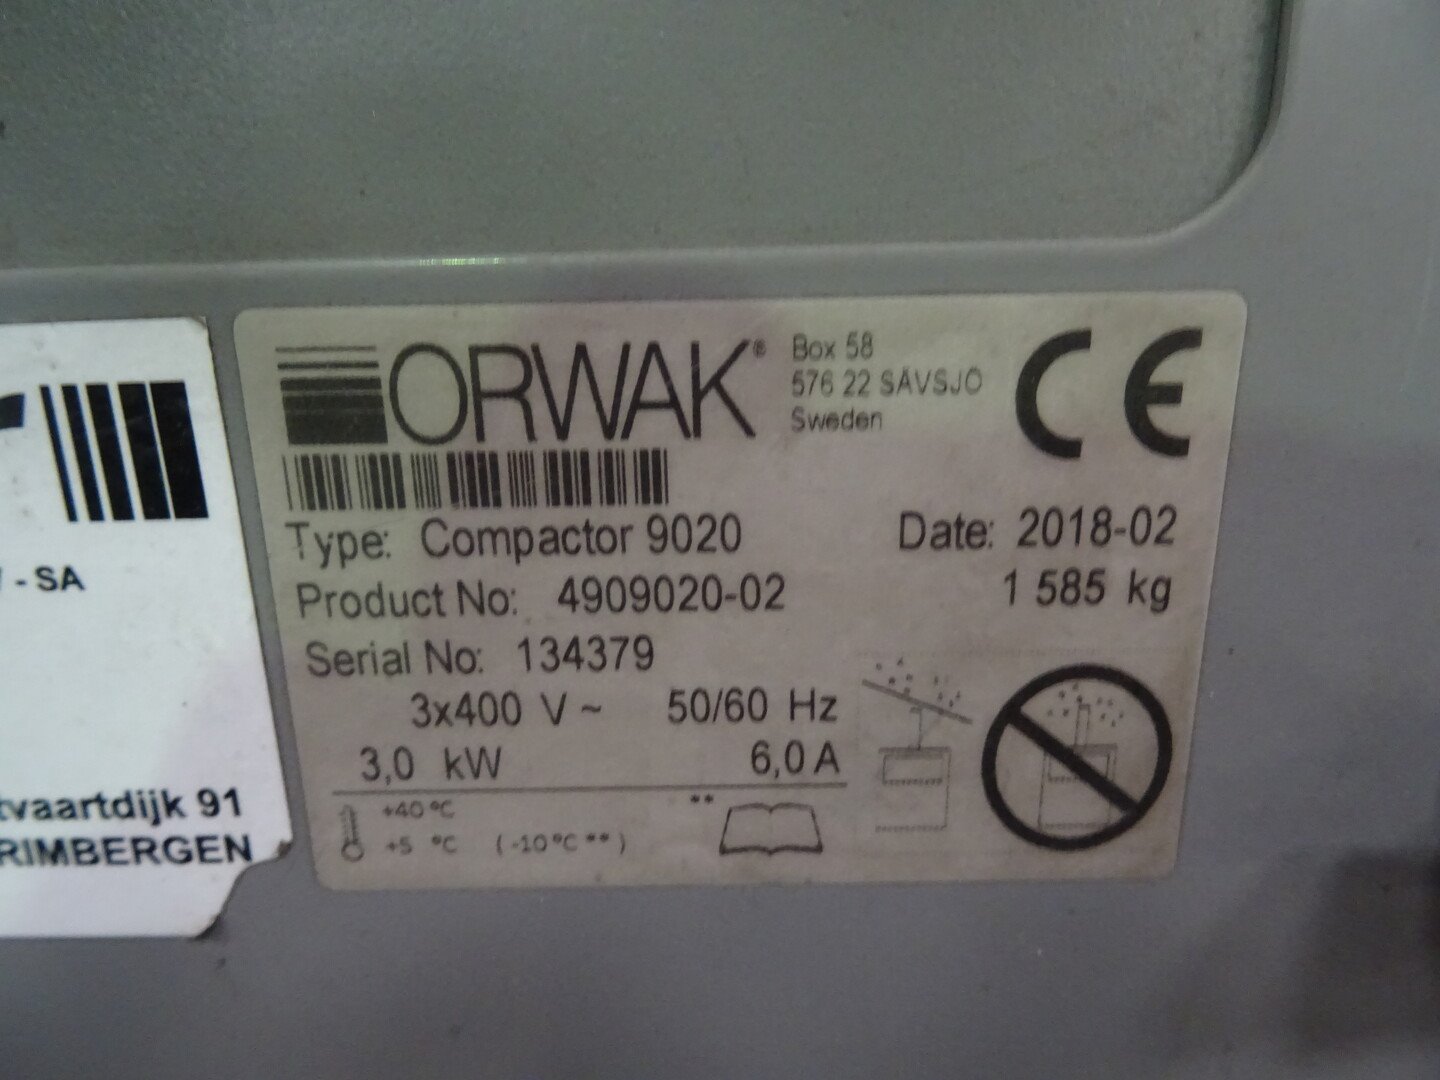 - SA
tvaartdijk 91
RIMBERGEN
ORWAK®
Box 58
576 22 SÄVSJÖ
Sweden
CE
Type: Compactor 9020
Date: 2018-02
Product No: 4909020-02
1 585 kg
Serial No: 134379
3x400 V ~ 50/60 Hz
3,0 kW 6,0 A
+40 °C
+5 °C (-10°C **)
**